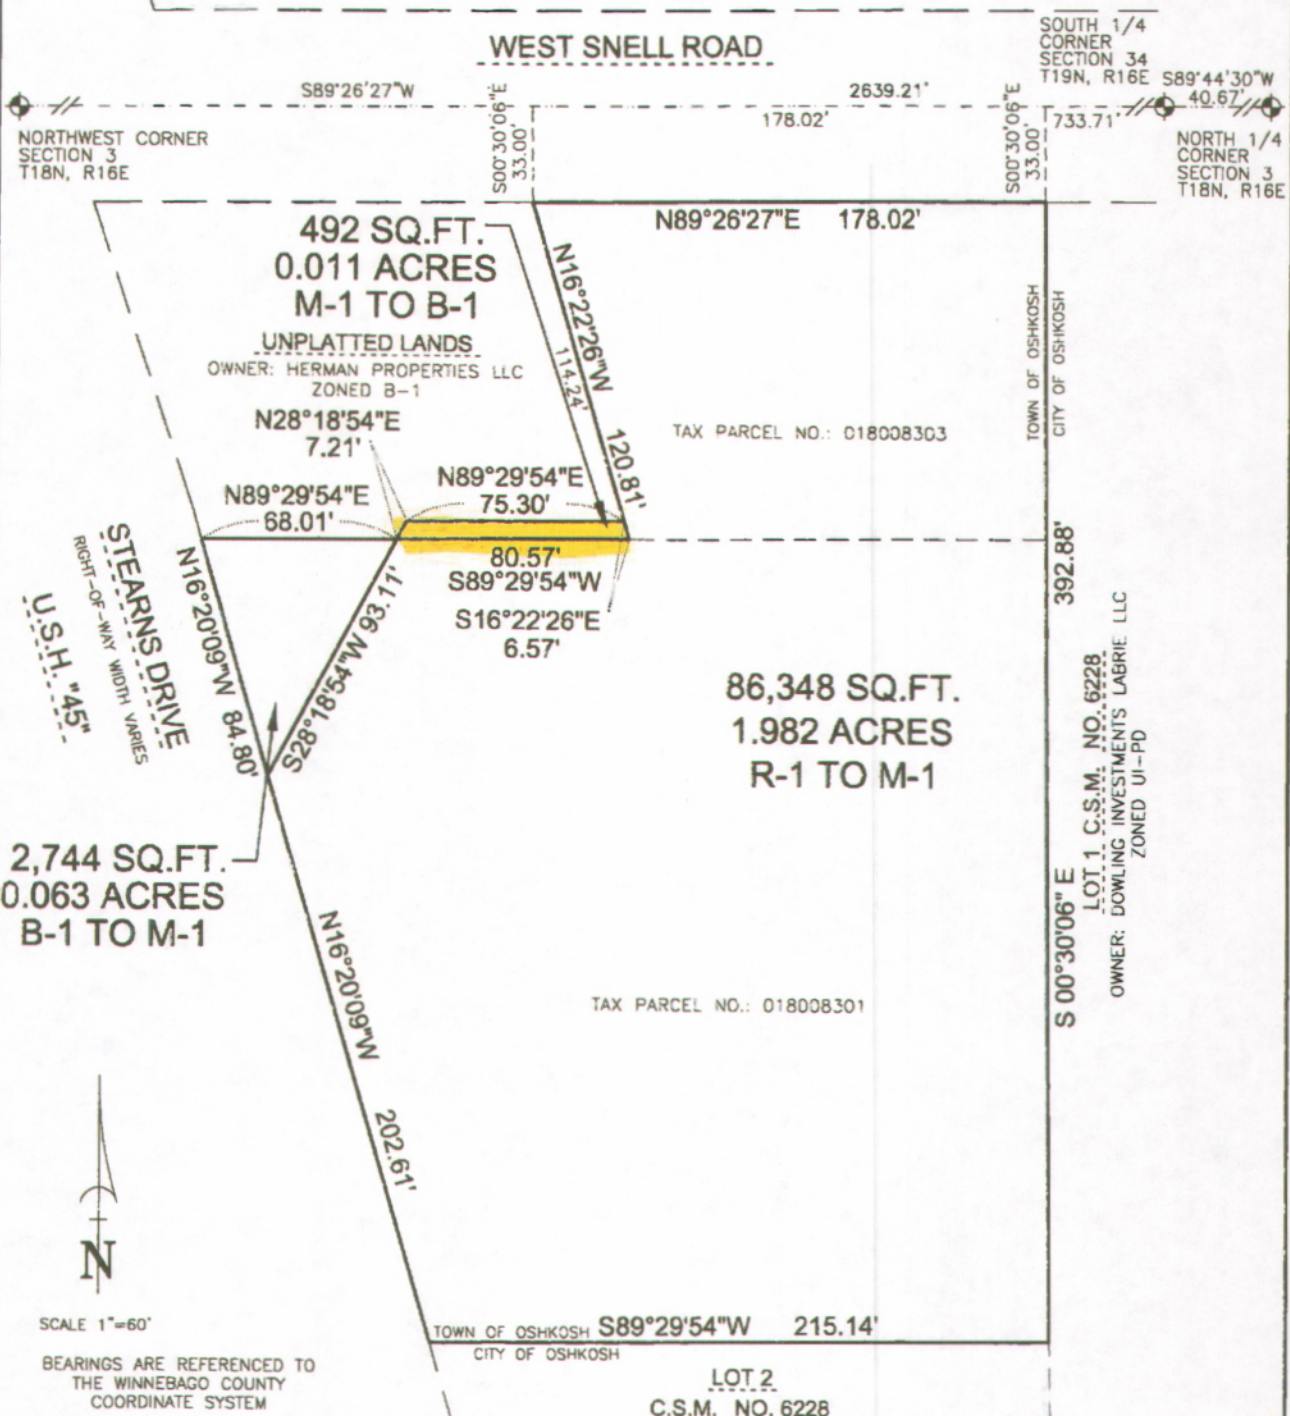 WEST SNELL ROAD
SOUTH 1/4
CORNER
SECTION 34
T19N, R16E
S89°44'30"W
40.67'
S89°26'27"W
2639.21'
178.02'
733.71'
S00°30'06"E
33.00'
S00°30'06"E
33.00'
NORTHWEST CORNER
SECTION 3
T18N, R16E
NORTH 1/4
CORNER
SECTION 3
T18N, R16E
N89°26'27"E 178.02'
492 SQ.FT.
0.011 ACRES
M-1 TO B-1
UNPLATTED LANDS
OWNER: HERMAN PROPERTIES LLC
ZONED B-1
N16°22'26"W
114.24'
120.81'
TOWN OF OSHKOSH
CITY OF OSHKOSH
TAX PARCEL NO.: 018008303
N28°18'54"E
7.21'
N89°29'54"E
68.01'
N89°29'54"E
75.30'
80.57'
S89°29'54"W
S16°22'26"E
6.57'
392.88'
S 00°30'06" E
STEARNS DRIVE
RIGHT-OF-WAY WIDTH VARIES
U.S.H. "45"
N16°20'09"W 84.80'
S28°18'54"W 93.11'
86,348 SQ.FT.
1.982 ACRES
R-1 TO M-1
LOT 1 C.S.M. NO. 6228
OWNER: DOWLING INVESTMENTS LABRIE LLC
ZONED UI-PD
2,744 SQ.FT.
0.063 ACRES
B-1 TO M-1
N16°20'09"W 202.61'
TAX PARCEL NO.: 018008301
N
SCALE 1"=60'
BEARINGS ARE REFERENCED TO
THE WINNEBAGO COUNTY
COORDINATE SYSTEM
TOWN OF OSHKOSH S89°29'54"W 215.14'
CITY OF OSHKOSH
LOT 2
C.S.M. NO. 6228